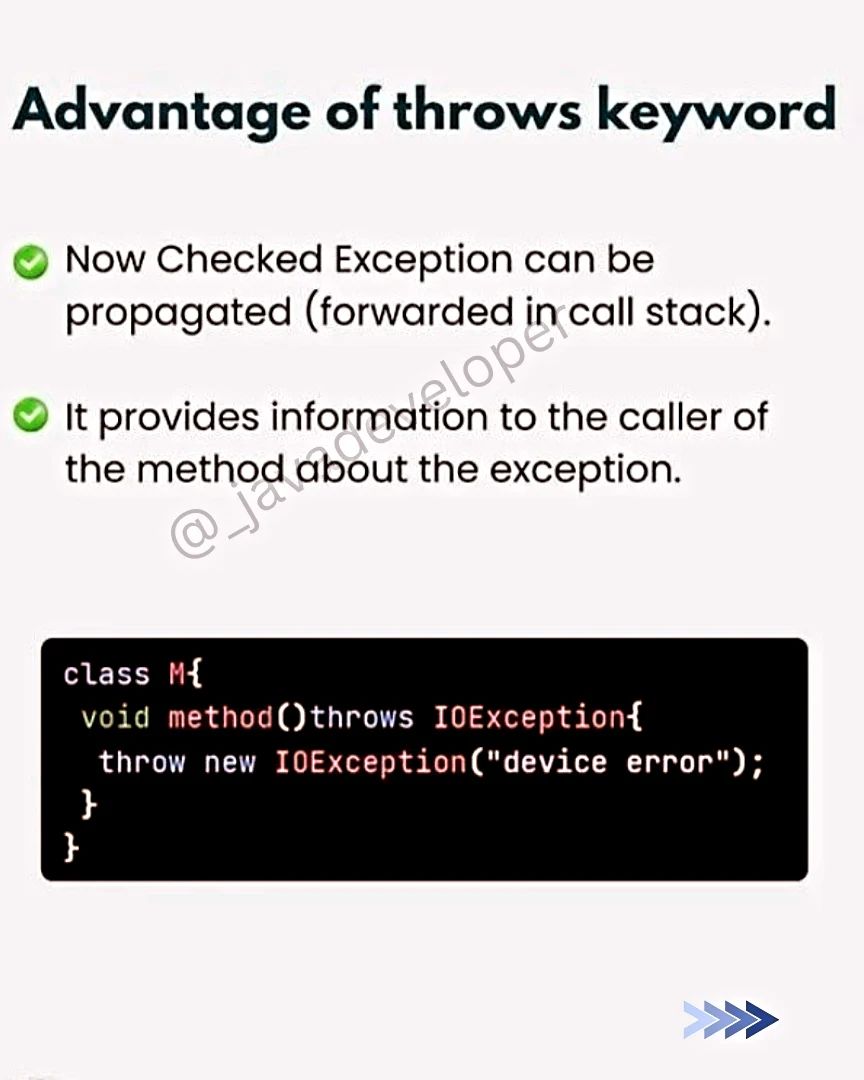 Advantage of throws keyword
Now Checked Exception can be
propagated (forwarded in call stack).
It provides information to the caller of
the method about the exception.
@_javadeveloper
class M{
void method()throws IOException{
throw new IOException("device error");
}
}